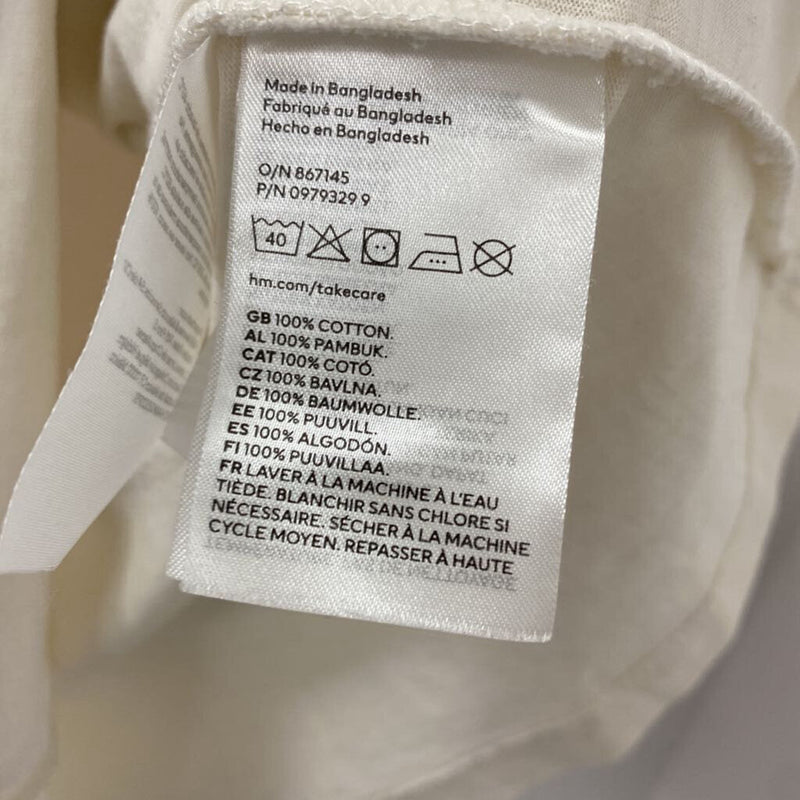 Made in Bangladesh
Fabriqué au Bangladesh
Hecho en Bangladesh
O/N 867145
P/N 0979329 9
40
hm.com/takecare
GB 100% COTTON.
AL 100% PAMBUK.
CAT 100% COTÓ.
CZ 100% BAVLNA.
DE 100% BAUMWOLLE.
EE 100% PUUVILL.
ES 100% ALGODÓN.
FI 100% PUUVILLAA.
FR LAVER À LA MACHINE À L'EAU
TIÈDE. BLANCHIR SANS CHLORE SI
NÉCESSAIRE. SÉCHER À LA MACHINE
CYCLE MOYEN. REPASSER À HAUTE